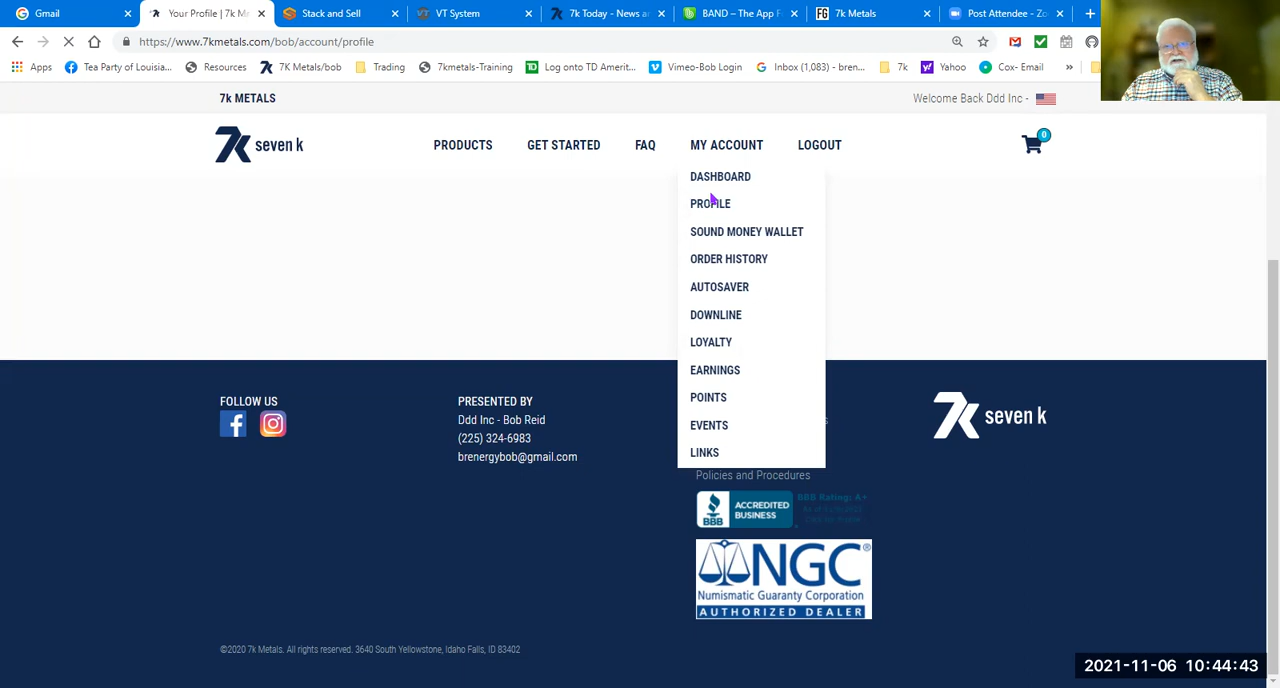 Gmail
Your Profile | 7k M
Stack and Sell
VT System
7k Today - News a
BAND – The App F
7k Metals
Post Attendee - Zo
https://www.7kmetals.com/bob/account/profile
Apps
Tea Party of Louisia...
Resources
7K Metals/bob
Trading
7kmetals-Training
Log onto TD Amerit...
Vimeo-Bob Login
Inbox (1,083) - bren...
7k
Yahoo
Cox- Email
»
7K METALS
Welcome Back Ddd Inc -
7k seven k
PRODUCTS
GET STARTED
FAQ
MY ACCOUNT
LOGOUT
0
DASHBOARD
PROFILE
SOUND MONEY WALLET
ORDER HISTORY
AUTOSAVER
DOWNLINE
LOYALTY
EARNINGS
POINTS
EVENTS
LINKS
FOLLOW US
PRESENTED BY
Ddd Inc - Bob Reid
(225) 324-6983
brenergybob@gmail.com
7k seven k
Policies and Procedures
BBB
ACCREDITED
BUSINESS
BBB Rating: A+
NGC
Numismatic Guaranty Corporation
AUTHORIZED DEALER
©2020 7k Metals. All rights reserved. 3640 South Yellowstone, Idaho Falls, ID 83402
2021-11-06 10:44:43